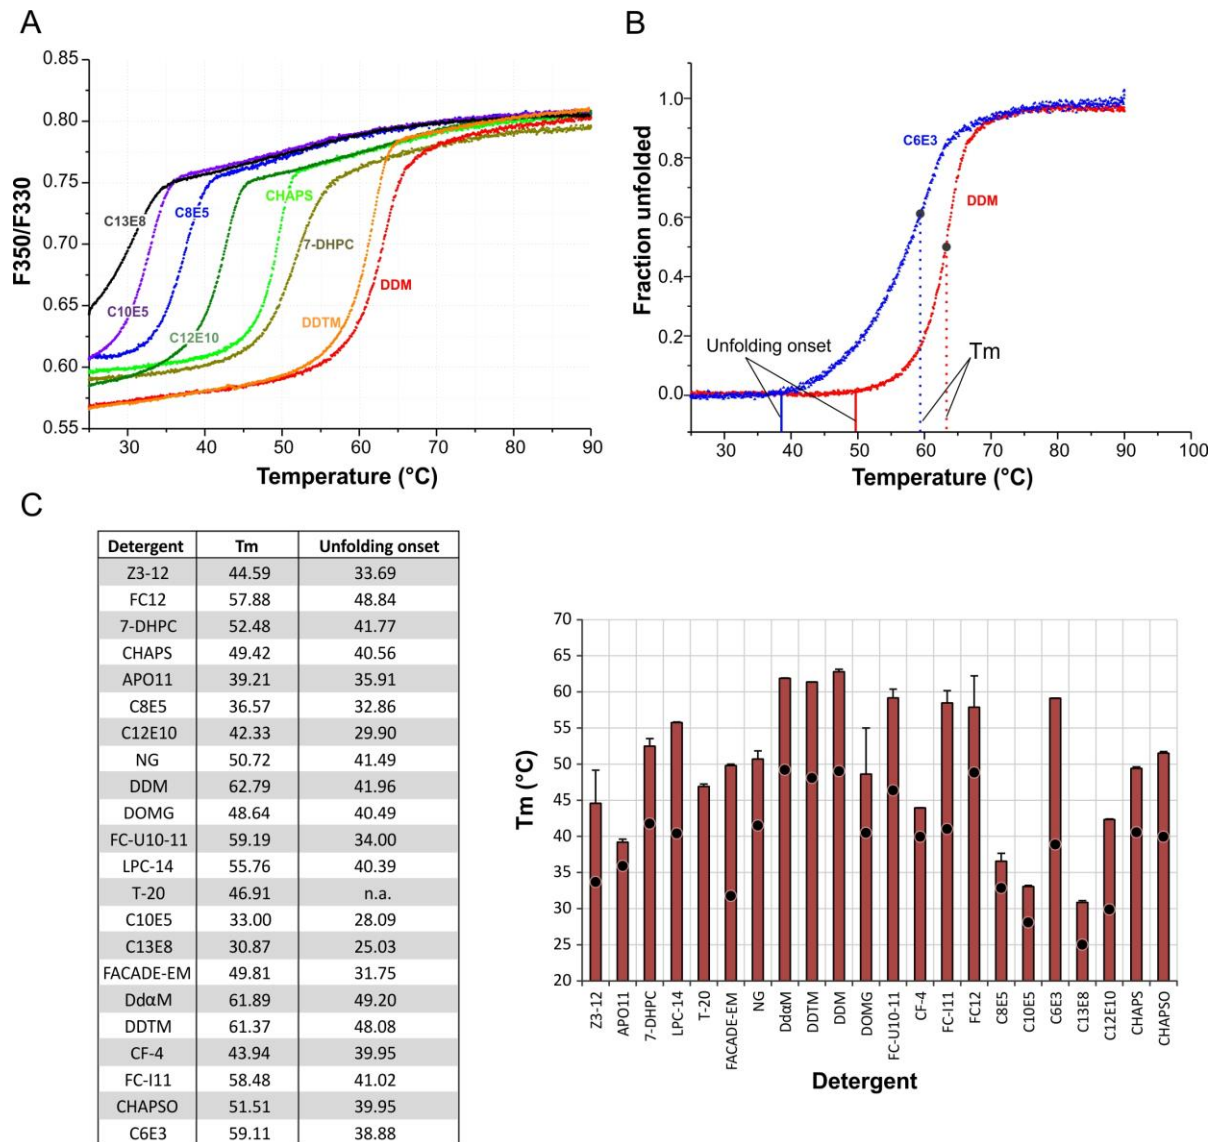 A
0.85
0.80
0.75
0.70
0.65
0.60
0.55
F350/F330
C13E8
C8E5
CHAPS
7-DHPC
DDM
C10E5
C12E10
DDTM
30 40 50 60 70 80 90
Temperature (°C)
B
1.0
0.8
0.6
0.4
0.2
0.0
Fraction unfolded
C6E3
DDM
Unfolding onset
Tm
30 40 50 60 70 80 90 100
Temperature (°C)
C
Detergent Tm Unfolding onset
Z3-12 44.59 33.69
FC12 57.88 48.84
7-DHPC 52.48 41.77
CHAPS 49.42 40.56
APO11 39.21 35.91
C8E5 36.57 32.86
C12E10 42.33 29.90
NG 50.72 41.49
DDM 62.79 41.96
DOMG 48.64 40.49
FC-U10-11 59.19 34.00
LPC-14 55.76 40.39
T-20 46.91 n.a.
C10E5 33.00 28.09
C13E8 30.87 25.03
FACADE-EM 49.81 31.75
DdαM 61.89 49.20
DDTM 61.37 48.08
CF-4 43.94 39.95
FC-I11 58.48 41.02
CHAPSO 51.51 39.95
C6E3 59.11 38.88
70
65
60
55
50
45
40
35
30
25
20
Tm (°C)
Z3-12
APO11
7-DHPC
LPC-14
T-20
FACADE-EM
NG
DdαM
DDTM
DDM
DOMG
FC-U10-11
CF-4
FC-I11
FC12
C8E5
C10E5
C6E3
C13E8
C12E10
CHAPS
CHAPSO
Detergent